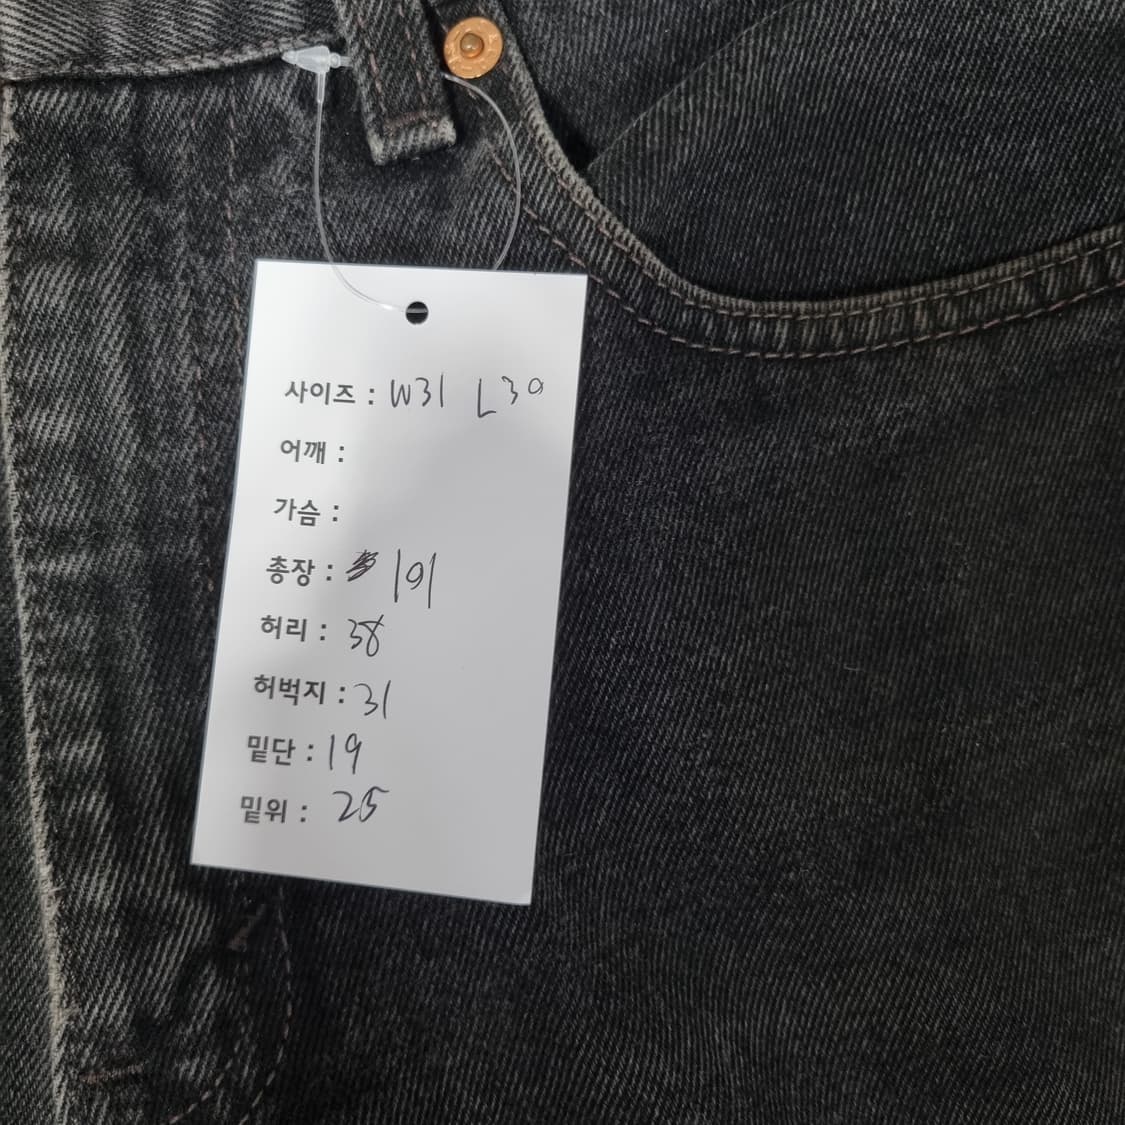 사이즈 : W31 L30
어깨 :
가슴 :
총장 : 101
허리 : 38
허벅지 : 31
밑단 : 19
밑위 : 25